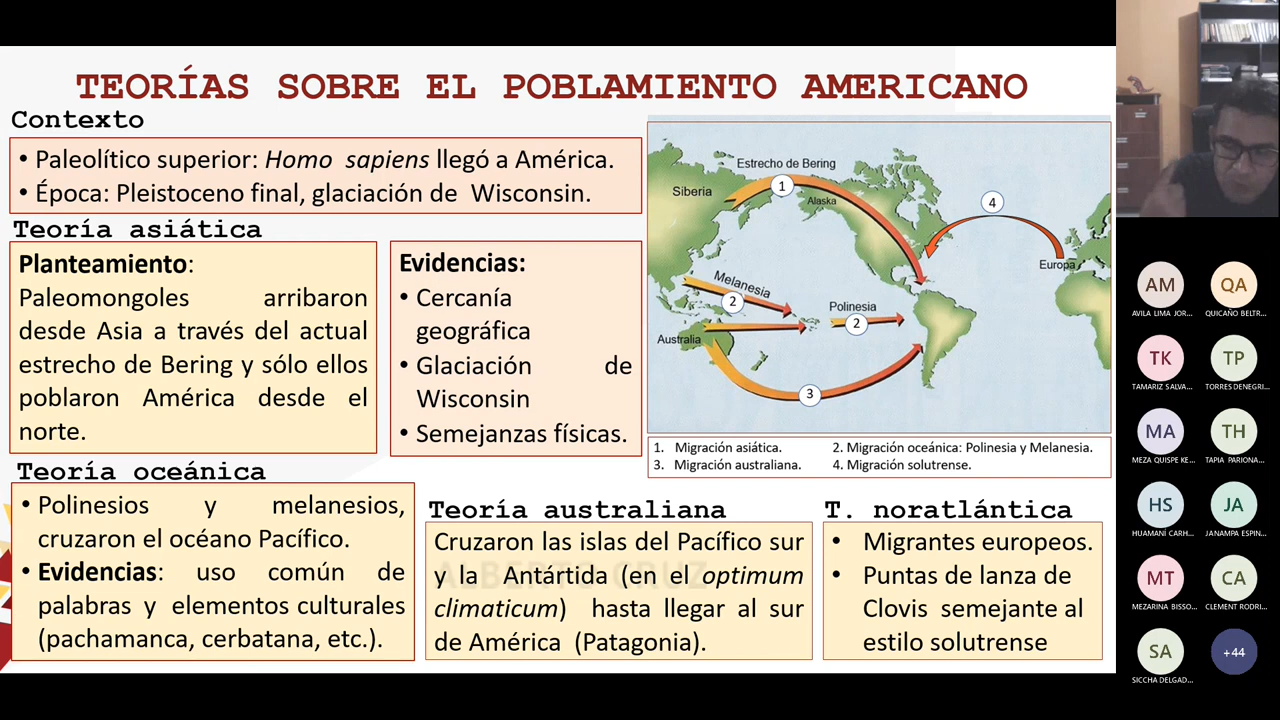 TEORÍAS SOBRE EL POBLAMIENTO AMERICANO
Contexto
• Paleolítico superior: Homo sapiens llegó a América.
• Época: Pleistoceno final, glaciación de Wisconsin.
Teoría asiática
Planteamiento:
Paleomongoles arribaron
desde Asia a través del actual
estrecho de Bering y sólo ellos
poblaron América desde el
norte.
Evidencias:
• Cercanía
geográfica
• Glaciación de
Wisconsin
• Semejanzas físicas.
Estrecho de Bering
Siberia
1
Alaska
4
Europa
Melanesia
2
Polinesia
2
Australia
3
1. Migración asiática.
2. Migración oceánica: Polinesia y Melanesia.
3. Migración australiana.
4. Migración solutrense.
Teoría oceánica
• Polinesios y melanesios,
cruzaron el océano Pacífico.
• Evidencias: uso común de
palabras y elementos culturales
(pachamanca, cerbatana, etc.).
Teoría australiana
Cruzaron las islas del Pacífico sur
y la Antártida (en el optimum
climaticum) hasta llegar al sur
de América (Patagonia).
ALBERTO CRUZ
T. noratlántica
• Migrantes europeos.
• Puntas de lanza de
Clovis semejante al
estilo solutrense
AM
AVILA LIMA JOR...
QA
QUICAÑO BELTR...
TK
TAMARIZ SALVA...
TP
TORRES DENEGRI...
MA
MEZA QUISPE KE...
TH
TAPIA PARIONA...
HS
HUAMANÍ CARH...
JA
JANAMPA ESPIN...
MT
MEZARINA BISSO...
CA
CLEMENT RODRI...
SA
SICCHA DELGAD...
+44